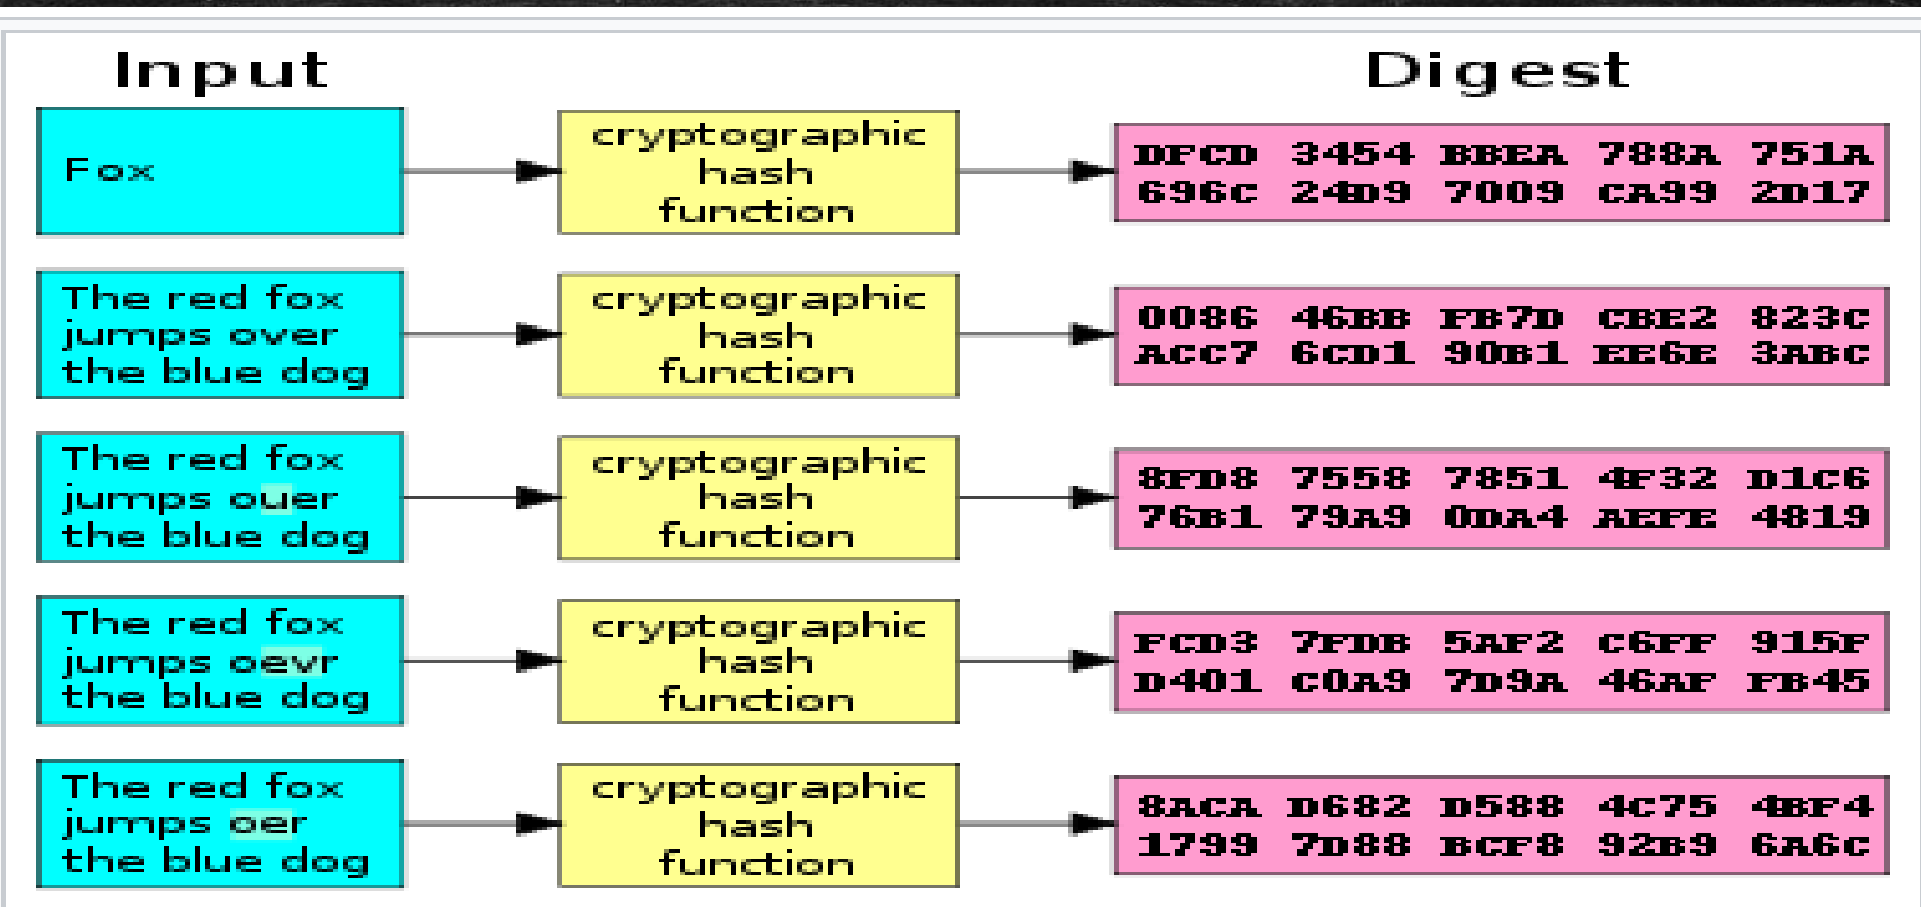 Input
Digest
Fox
cryptographic
hash
function
DFCD 3454 BBEA 788A 751A
696C 24D9 7009 CA99 2D17
The red fox
jumps over
the blue dog
cryptographic
hash
function
0086 46BB FB7D CBE2 823C
ACC7 6CD1 90B1 EE6E 3ABC
The red fox
jumps ouer
the blue dog
cryptographic
hash
function
8FD8 7558 7851 4F32 D1C6
76B1 79A9 0DA4 AEFE 4819
The red fox
jumps oevr
the blue dog
cryptographic
hash
function
FCD3 7FDB 5AF2 C6FF 915F
D401 C0A9 7D9A 46AF FB45
The red fox
jumps oer
the blue dog
cryptographic
hash
function
8ACA D682 D588 4C75 4BF4
1799 7D88 BCF8 92B9 6A6C